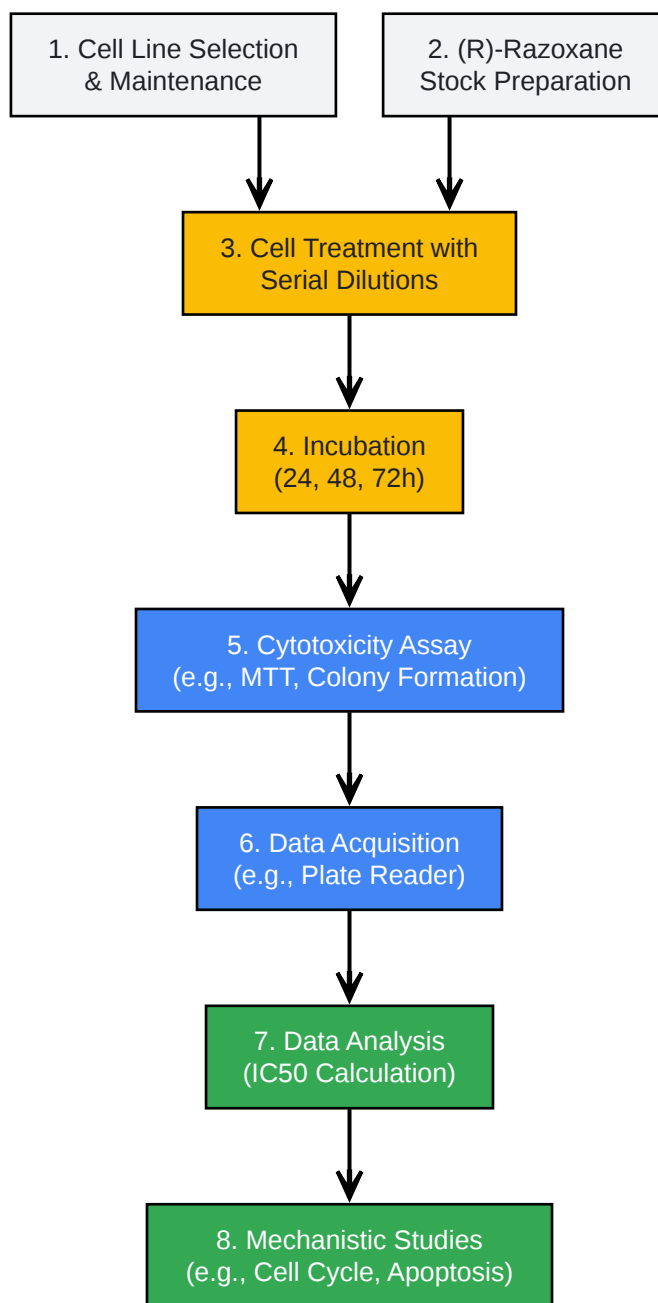 1. Cell Line Selection
& Maintenance
2. (R)-Razoxane
Stock Preparation
3. Cell Treatment with
Serial Dilutions
4. Incubation
(24, 48, 72h)
5. Cytotoxicity Assay
(e.g., MTT, Colony Formation)
6. Data Acquisition
(e.g., Plate Reader)
7. Data Analysis
(IC50 Calculation)
8. Mechanistic Studies
(e.g., Cell Cycle, Apoptosis)